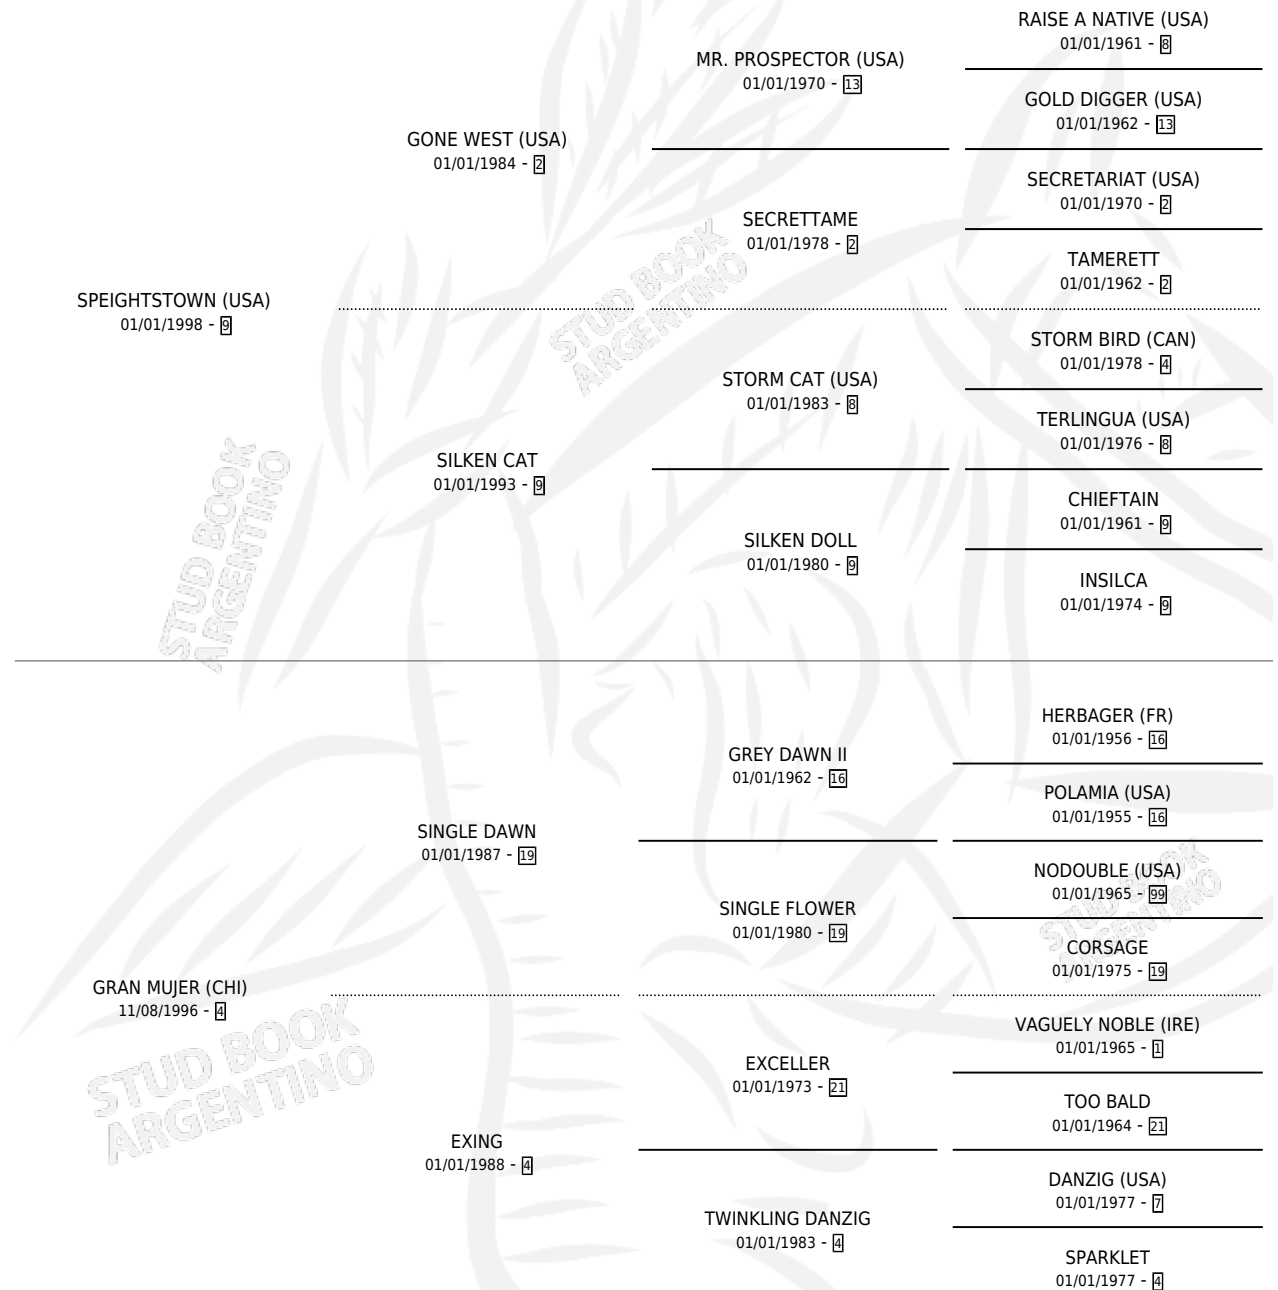 RAISE A NATIVE (USA)
01/01/1961 - 8
MR. PROSPECTOR (USA)
01/01/1970 - 13
GOLD DIGGER (USA)
01/01/1962 - 13
GONE WEST (USA)
01/01/1984 - 2
SECRETARIAT (USA)
01/01/1970 - 2
SECRETTAME
01/01/1978 - 2
TAMERETT
01/01/1962 - 2
SPEIGHTSTOWN (USA)
01/01/1998 - 9
STORM BIRD (CAN)
01/01/1978 - 4
STORM CAT (USA)
01/01/1983 - 8
TERLINGUA (USA)
01/01/1976 - 8
SILKEN CAT
01/01/1993 - 9
CHIEFTAIN
01/01/1961 - 9
SILKEN DOLL
01/01/1980 - 9
INSILCA
01/01/1974 - 9
HERBAGER (FR)
01/01/1956 - 16
GREY DAWN II
01/01/1962 - 16
POLAMIA (USA)
01/01/1955 - 16
SINGLE DAWN
01/01/1987 - 19
NODOUBLE (USA)
01/01/1965 - 99
SINGLE FLOWER
01/01/1980 - 19
CORSAGE
01/01/1975 - 19
GRAN MUJER (CHI)
11/08/1996 - 4
VAGUELY NOBLE (IRE)
01/01/1965 - 1
EXCELLER
01/01/1973 - 21
TOO BALD
01/01/1964 - 21
EXING
01/01/1988 - 4
DANZIG (USA)
01/01/1977 - 7
TWINKLING DANZIG
01/01/1983 - 4
SPARKLET
01/01/1977 - 4
STUD BOOK
ARGENTINO
STUD BOOK
ARGENTINO
STUD BOOK
ARGENTINO
STUD BOOK
ARGENTINO